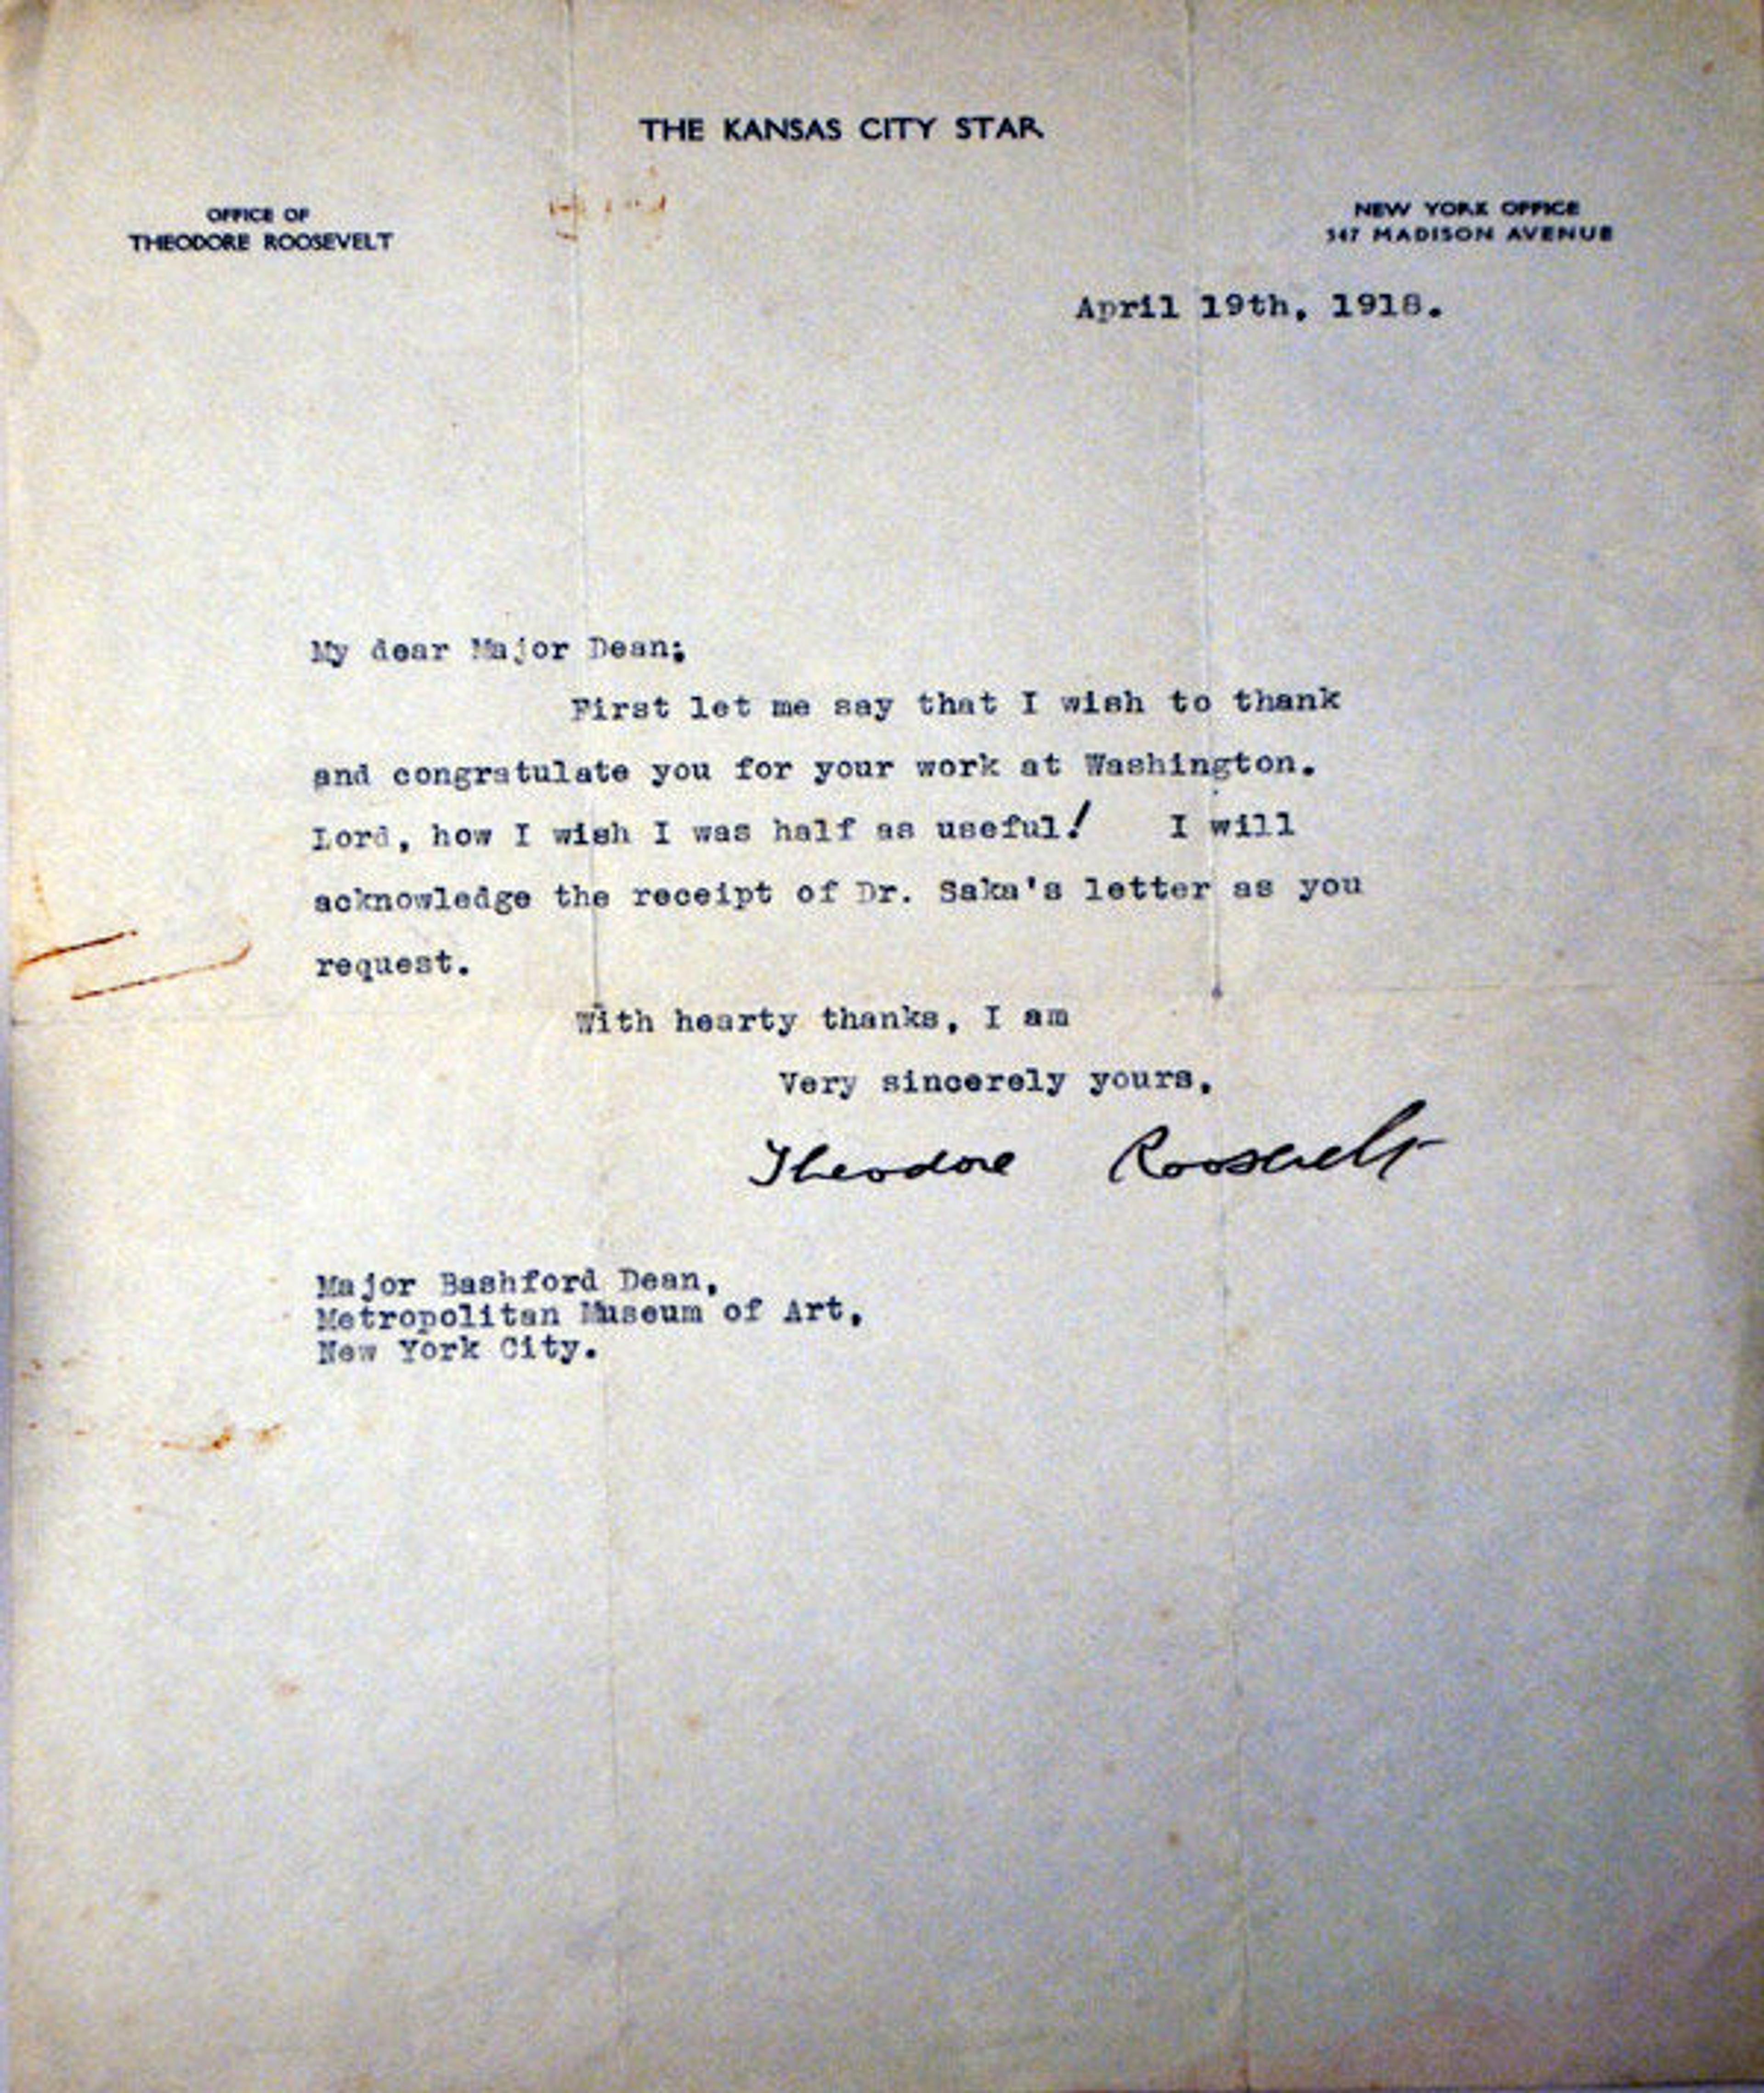 THE KANSAS CITY STAR
OFFICE OF
THEODORE ROOSEVELT
NEW YORK OFFICE
347 MADISON AVENUE
April 19th, 1918.
My dear Major Dean;
First let me say that I wish to thank
and congratulate you for your work at Washington.
Lord, how I wish I was half as useful! I will
acknowledge the receipt of Dr. Saka's letter as you
request.
With hearty thanks, I am
Very sincerely yours,
Theodore Roosevelt
Major Bashford Dean,
Metropolitan Museum of Art,
New York City.